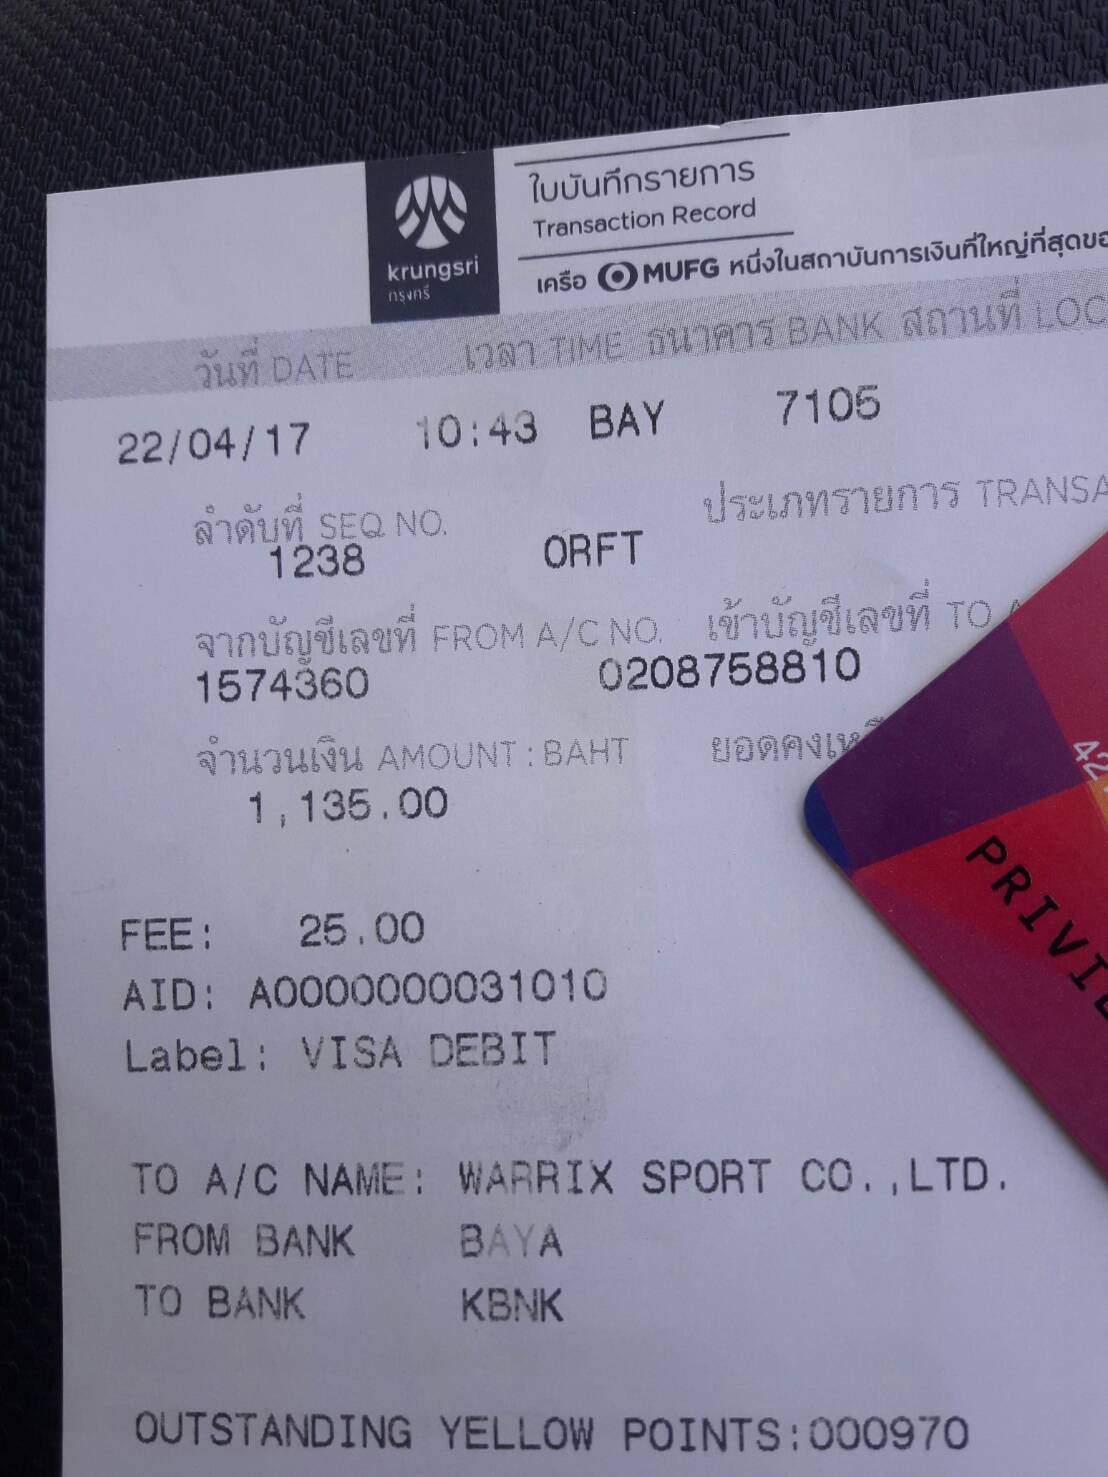 krungsri
กรุงศรี
ใบบันทึกรายการ
Transaction Record
เครือ MUFG หนึ่งในสถาบันการเงินที่ใหญ่ที่สุดขอ
วันที่ DATE เวลา TIME ธนาคาร BANK สถานที่ LOC
22/04/17 10:43 BAY 7105
ลำดับที่ SEQ NO. ประเภทรายการ TRANSA
1238 ORFT
จากบัญชีเลขที่ FROM A/C NO. เข้าบัญชีเลขที่ TO A
1574360 0208758810
จำนวนเงิน AMOUNT : BAHT ยอดคงเหลือ
1,135.00
FEE: 25.00
AID: A0000000031010
Label: VISA DEBIT
TO A/C NAME: WARRIX SPORT CO.,LTD.
FROM BANK BAYA
TO BANK KBNK
OUTSTANDING YELLOW POINTS:000970
42
PRIVIL